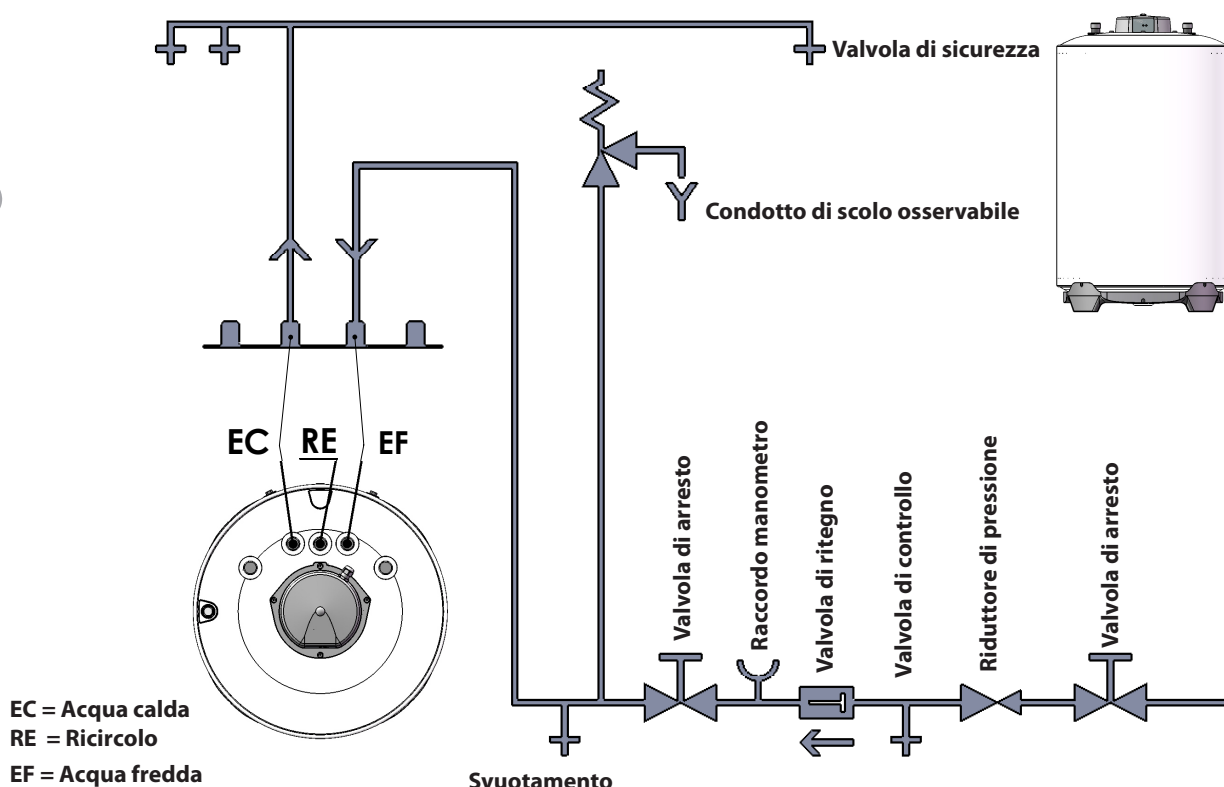 Valvola di sicurezza
Condotto di scolo osservabile
EC
RE
EF
Valvola di arresto
Raccordo manometro
Valvola di ritegno
Valvola di controllo
Riduttore di pressione
Valvola di arresto
EC = Acqua calda
RE = Ricircolo
EF = Acqua fredda
Svuotamento